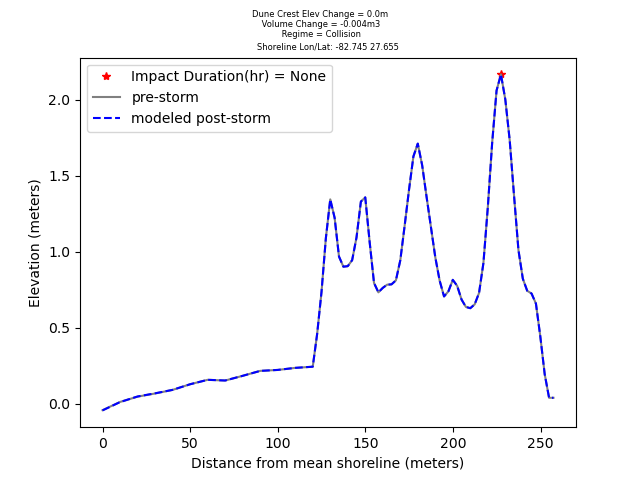 Dune Crest Elev Change = 0.0m
Volume Change = -0.004m3
Regime = Collision
Shoreline Lon/Lat: -82.745 27.655
Impact Duration(hr) = None
pre-storm
modeled post-storm
Elevation (meters)
2.0
1.5
1.0
0.5
0.0
0 50 100 150 200 250
Distance from mean shoreline (meters)